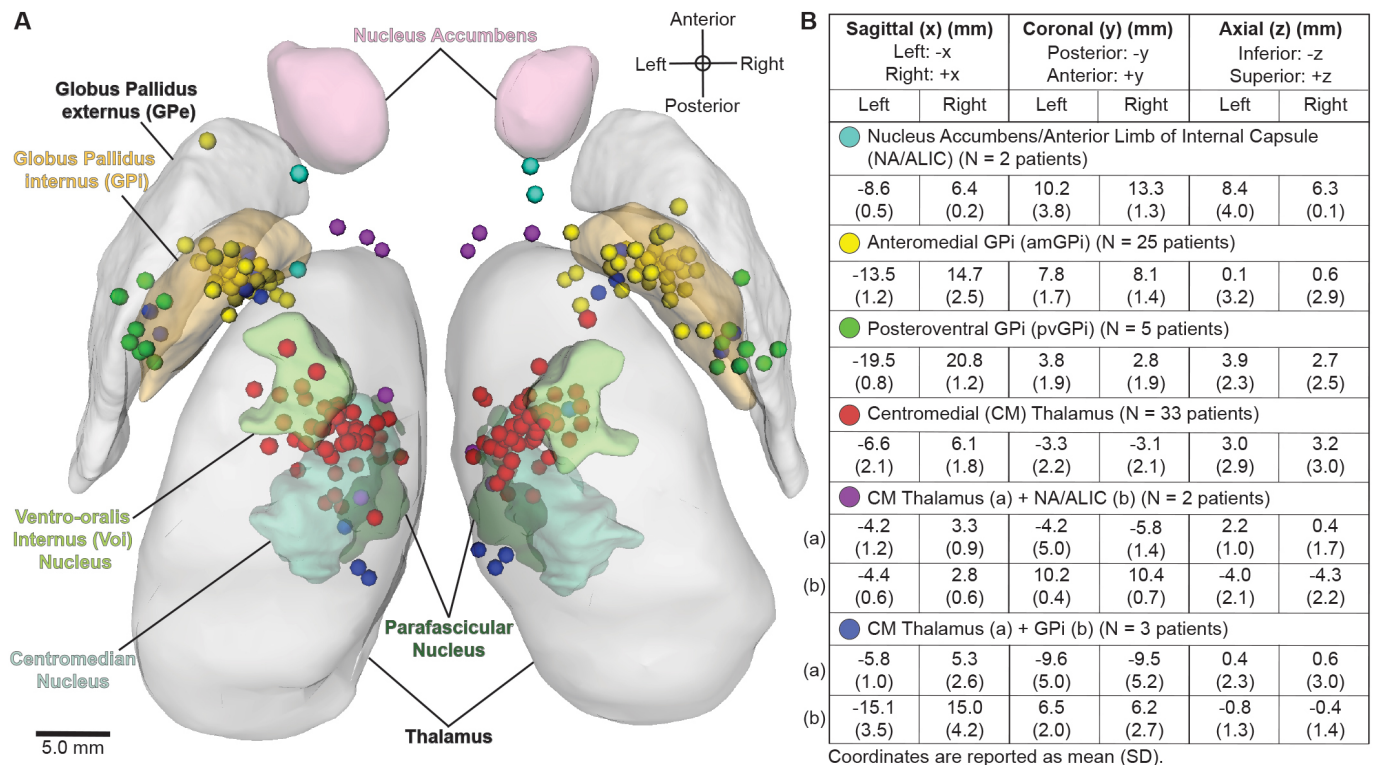 A
Nucleus Accumbens
Anterior
Left
Right
Posterior
Globus Pallidus
externus (GPe)
Globus Pallidus
internus (GPi)
Ventro-oralis
Internus (Voi)
Nucleus
Centromedian
Nucleus
Parafascicular
Nucleus
Thalamus
5.0 mm
B
Sagittal (x) (mm) Coronal (y) (mm) Axial (z) (mm)
Left: -x Posterior: -y Inferior: -z
Right: +x Anterior: +y Superior: +z
Left Right Left Right Left Right
Nucleus Accumbens/Anterior Limb of Internal Capsule
(NA/ALIC) (N = 2 patients)
-8.6 6.4 10.2 13.3 8.4 6.3
(0.5) (0.2) (3.8) (1.3) (4.0) (0.1)
Anteromedial GPi (amGPi) (N = 25 patients)
-13.5 14.7 7.8 8.1 0.1 0.6
(1.2) (2.5) (1.7) (1.4) (3.2) (2.9)
Posteroventral GPi (pvGPi) (N = 5 patients)
-19.5 20.8 3.8 2.8 3.9 2.7
(0.8) (1.2) (1.9) (1.9) (2.3) (2.5)
Centromedial (CM) Thalamus (N = 33 patients)
-6.6 6.1 -3.3 -3.1 3.0 3.2
(2.1) (1.8) (2.2) (2.1) (2.9) (3.0)
CM Thalamus (a) + NA/ALIC (b) (N = 2 patients)
(a) -4.2 3.3 -4.2 -5.8 2.2 0.4
(1.2) (0.9) (5.0) (1.4) (1.0) (1.7)
(b) -4.4 2.8 10.2 10.4 -4.0 -4.3
(0.6) (0.6) (0.4) (0.7) (2.1) (2.2)
CM Thalamus (a) + GPi (b) (N = 3 patients)
(a) -5.8 5.3 -9.6 -9.5 0.4 0.6
(1.0) (2.6) (5.0) (5.2) (2.3) (3.0)
(b) -15.1 15.0 6.5 6.2 -0.8 -0.4
(3.5) (4.2) (2.0) (2.7) (1.3) (1.4)
Coordinates are reported as mean (SD).